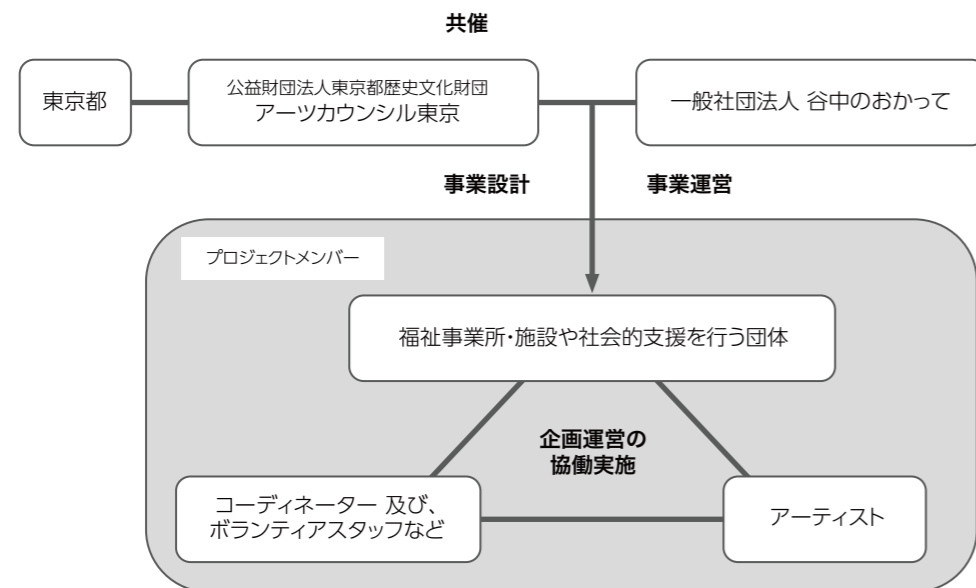 共催
東京都
公益財団法人東京都歴史文化財団
アーツカウンシル東京
一般社団法人 谷中のおかって
事業設計
事業運営
プロジェクトメンバー
福祉事業所・施設や社会的支援を行う団体
企画運営の
協働実施
コーディネーター 及び、
ボランティアスタッフなど
アーティスト